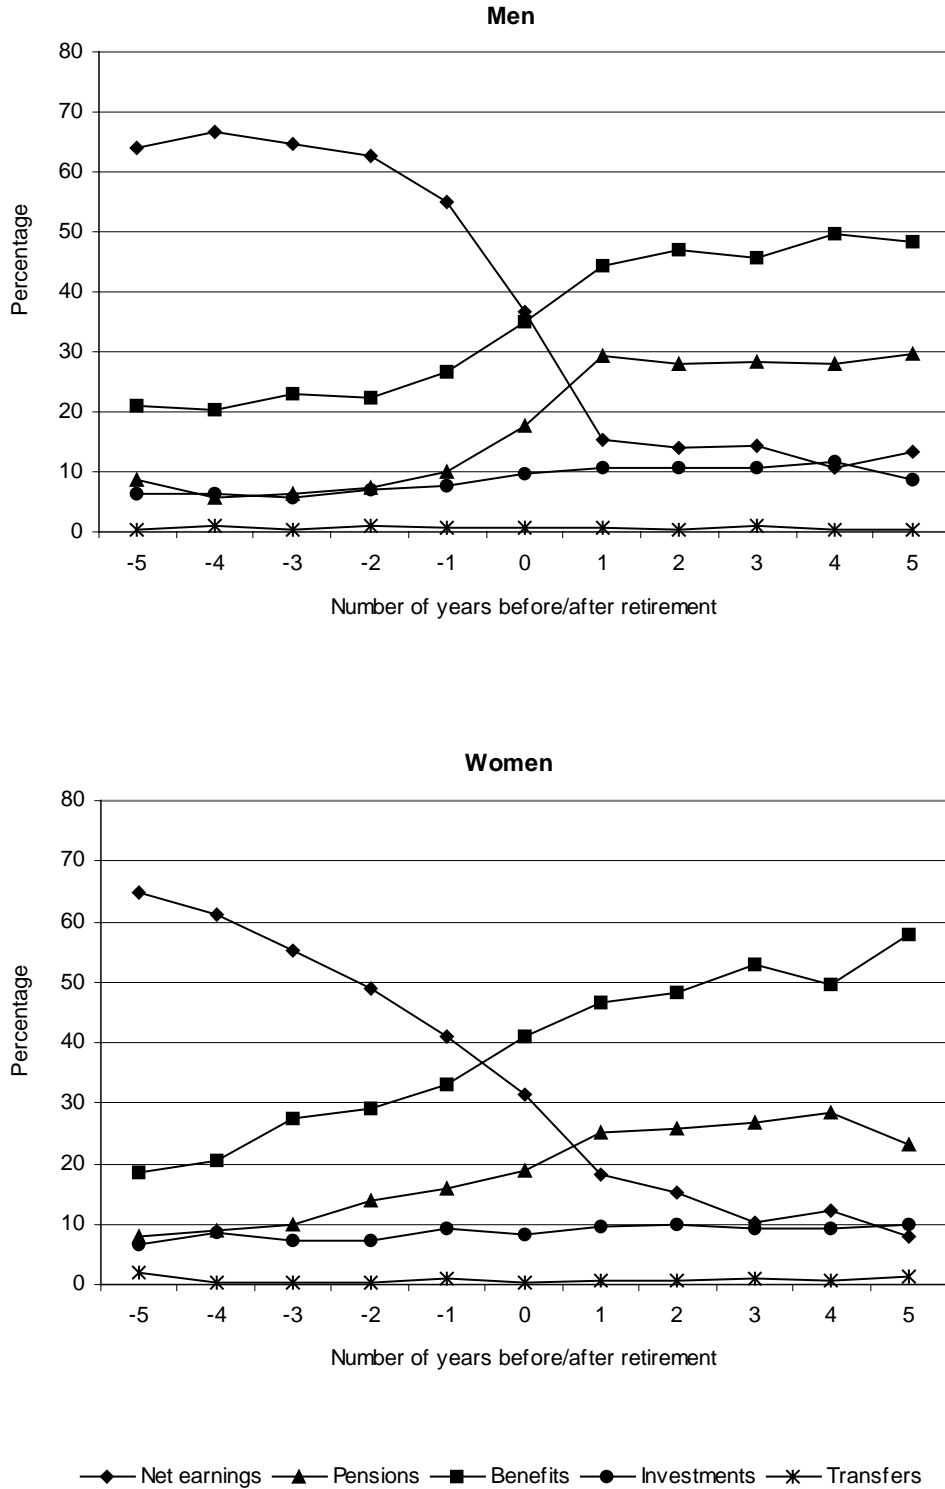 Men
80
70
60
50
40
30
20
10
0
Percentage
-5 -4 -3 -2 -1 0 1 2 3 4 5
Number of years before/after retirement
Women
80
70
60
50
40
30
20
10
0
Percentage
-5 -4 -3 -2 -1 0 1 2 3 4 5
Number of years before/after retirement
Net earnings Pensions Benefits Investments Transfers